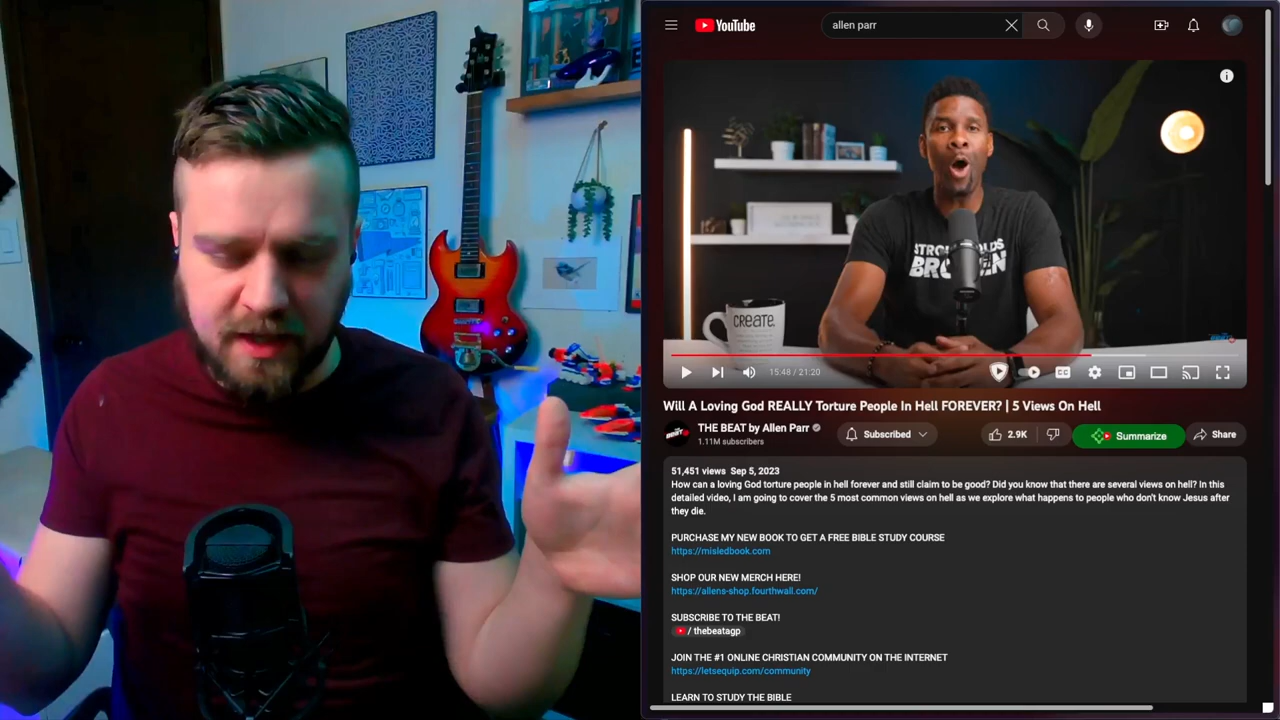 YouTube
allen parr
STRO LDS
BRO EN
CREATE.
15:48 / 21:20
CC
Will A Loving God REALLY Torture People In Hell FOREVER? | 5 Views On Hell
THE BEAT by Allen Parr
1.11M subscribers
Subscribed
2.9K
Summarize
Share
51,451 views Sep 5, 2023
How can a loving God torture people in hell forever and still claim to be good? Did you know that there are several views on hell? In this
detailed video, I am going to cover the 5 most common views on hell as we explore what happens to people who don't know Jesus after
they die.
PURCHASE MY NEW BOOK TO GET A FREE BIBLE STUDY COURSE
https://misledbook.com
SHOP OUR NEW MERCH HERE!
https://allens-shop.fourthwall.com/
SUBSCRIBE TO THE BEAT!
/ thebeatagp
JOIN THE #1 ONLINE CHRISTIAN COMMUNITY ON THE INTERNET
https://letsequip.com/community
LEARN TO STUDY THE BIBLE